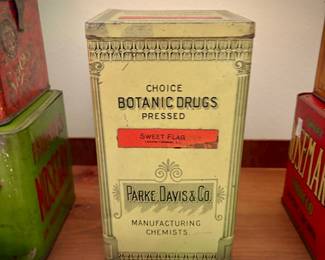 CHOICE
BOTANIC DRUGS
PRESSED
SWEET FLAG
PARKE, DAVIS & CO.
MANUFACTURING
CHEMISTS.